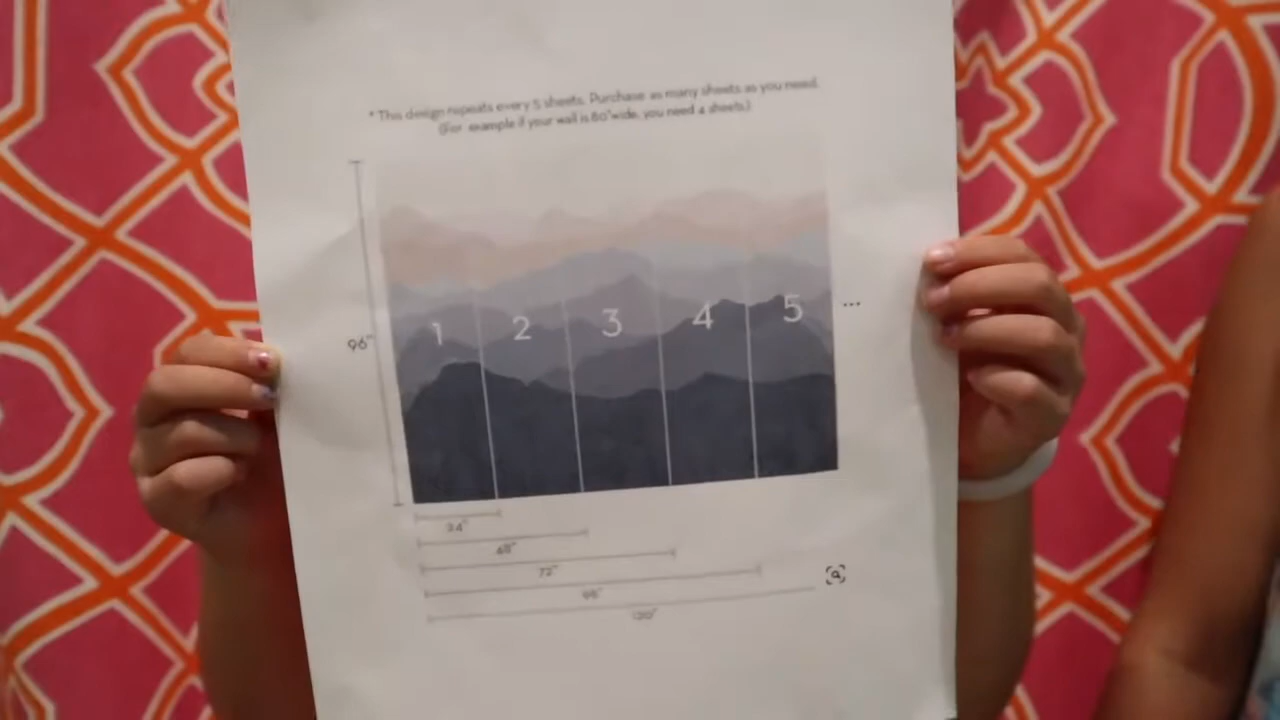 * This design repeats every 5 sheets. Purchase as many sheets as you need.
(For example if your wall is 80"wide, you need 4 sheets.)
1 2 3 4 5 ...
96"
24"
48"
72"
96"
120"